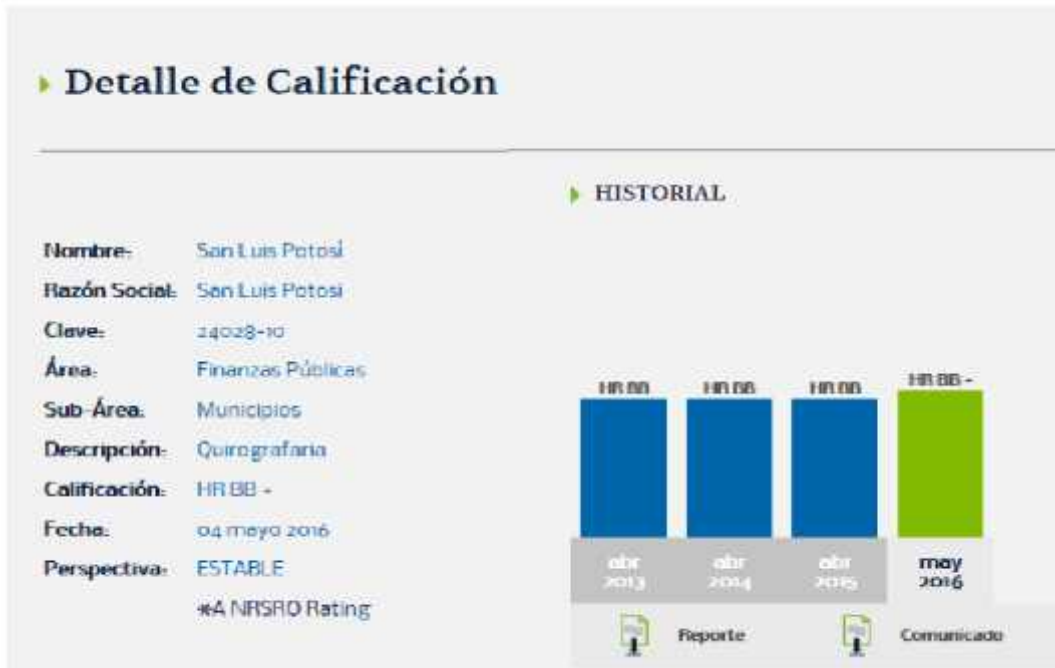 Detalle de Calificación
HISTORIAL
Nombre: San Luis Potosí
Razón Social: San Luis Potosí
Clave: 24028-10
Área: Finanzas Públicas
Sub-Área: Municipios
Descripción: Quirografaria
Calificación: HR BB +
Fecha: 04 mayo 2016
Perspectiva: ESTABLE
*A NRSRO Rating
HR BB HR BB HR BB HR BB +
abr abr abr may
2013 2014 2015 2016
Reporte Comunicado